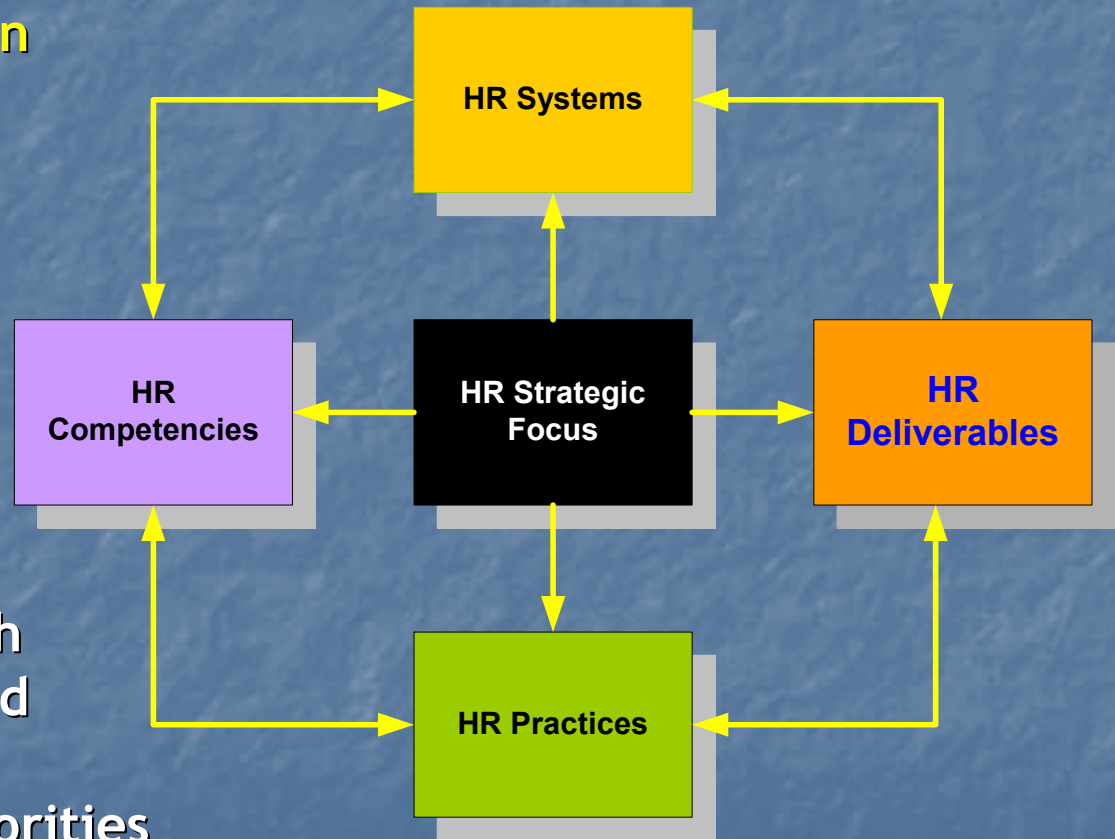 HR Systems
HR
Competencies
HR Strategic
Focus
HR
Deliverables
HR Practices